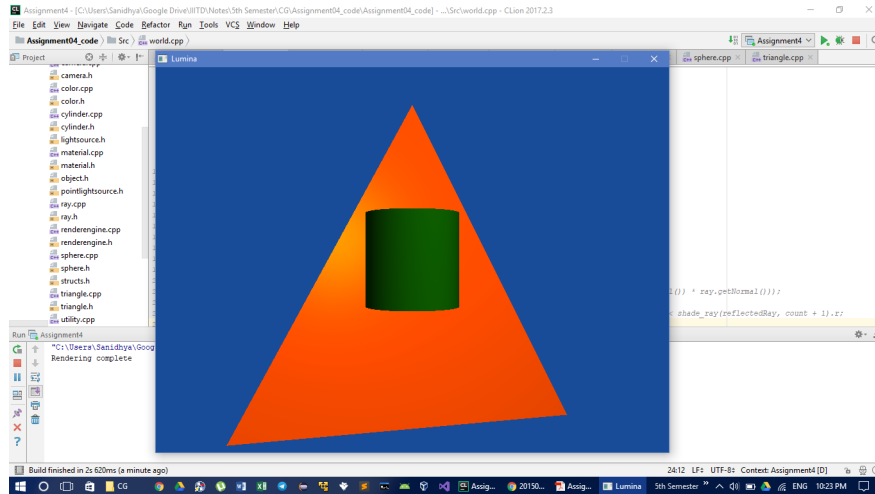 Assignment04_code - [C:\Users\Sanidhya\Google Drive\IIITD\Notes\5th Semester\CG\Assignment04_code\Assignment04_code] - ...\Src\world.cpp - CLion 2017.2.3
File Edit View Navigate Code Refactor Run Tools VCS Window Help
Assignment04_code Src world.cpp Assignment4
Project sphere.cpp triangle.cpp
Lumina
camera.h
color.cpp
color.h
cylinder.cpp
cylinder.h
lightsource.h
material.cpp
material.h
object.h
pointlightsource.h
ray.cpp
ray.h
renderengine.cpp
renderengine.h
sphere.cpp
sphere.h
structs.h
triangle.cpp
triangle.h
utility.cpp
l()) * ray.getNormal()));
< shade_ray(reflectedRay, count + 1).r;
Run Assignment4
"C:\Users\Sanidhya\Goog
Rendering complete
Build finished in 2s 620ms (a minute ago) 24:12 LF÷ UTF-8÷ Context: Assignment4 [D]
CG Assig... 20150... Assig... Lumina 5th Semester ENG 10:23 PM